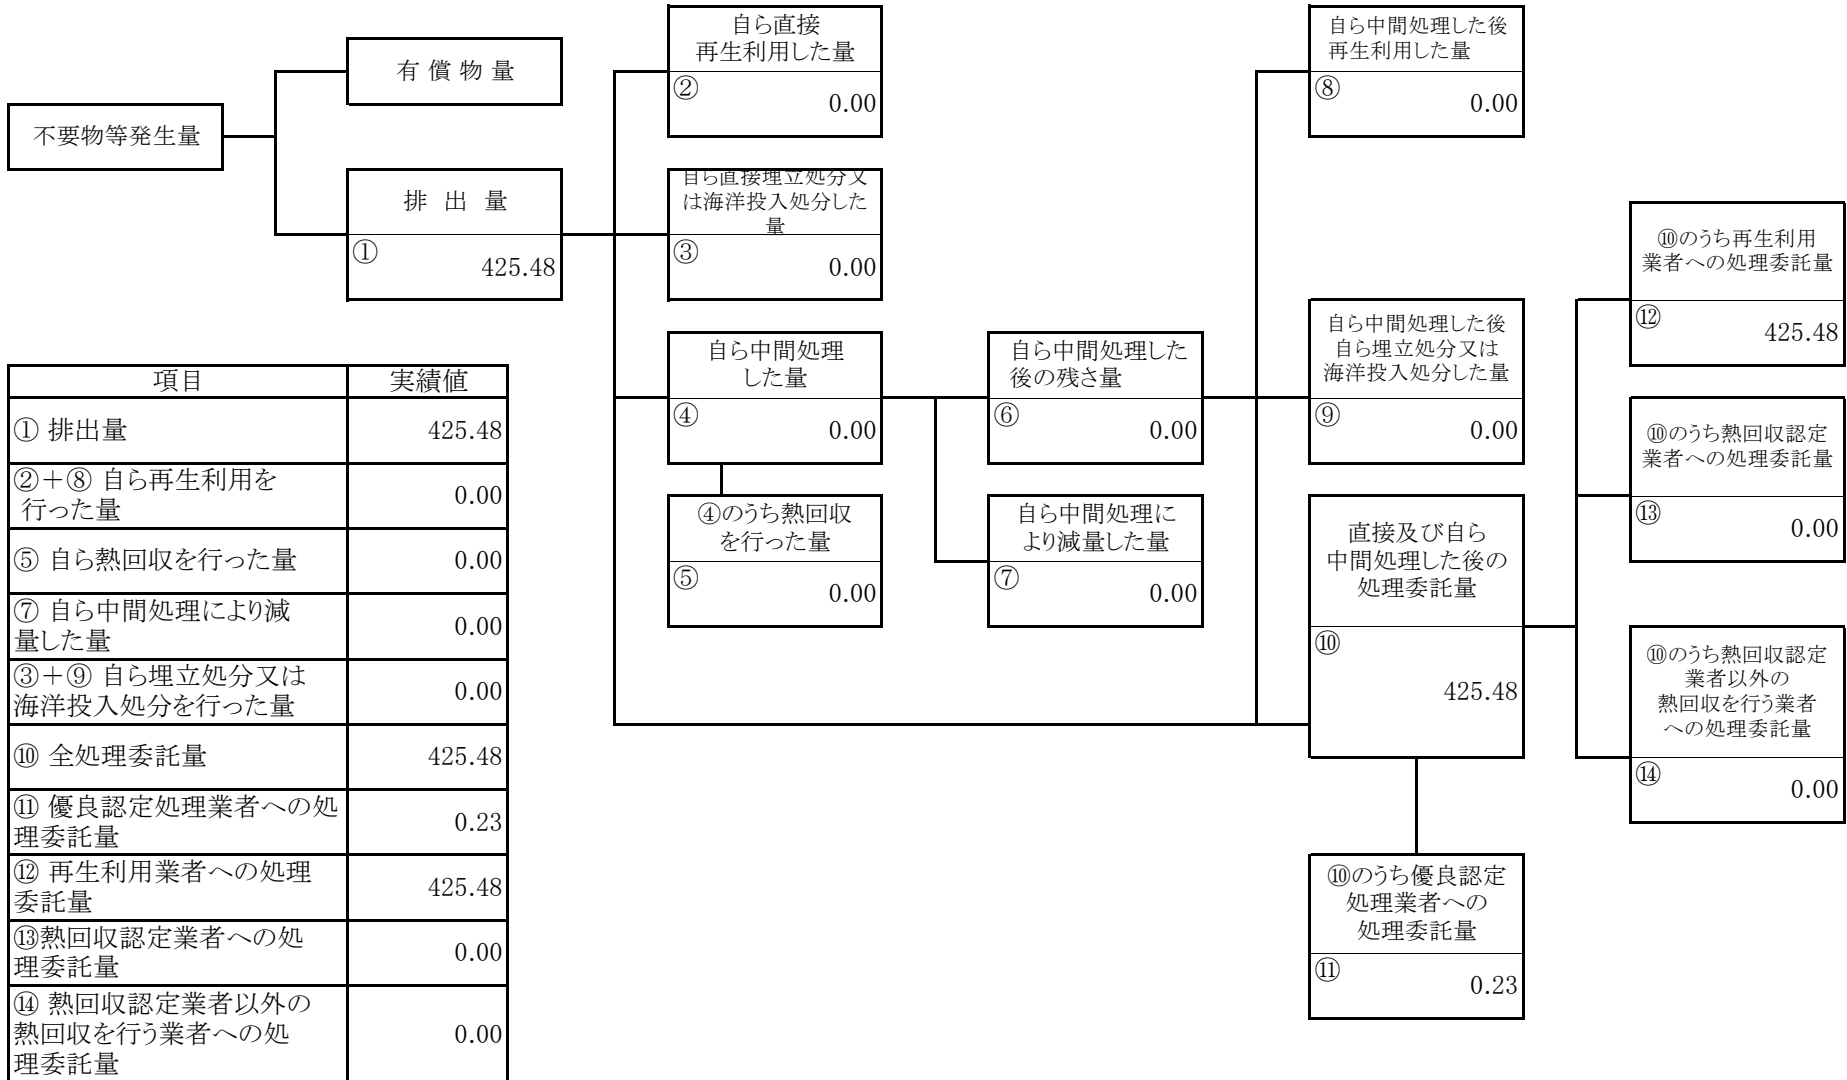 不要物等発生量
有 償 物 量
排 出 量
①
425.48
自ら直接
再生利用した量
②
0.00
自ら直接埋立処分又
は海洋投入処分した
量
③
0.00
自ら中間処理
した量
④
0.00
④のうち熱回収
を行った量
⑤
0.00
自ら中間処理した
後の残さ量
⑥
0.00
自ら中間処理に
より減量した量
⑦
0.00
自ら中間処理した後
再生利用した量
⑧
0.00
自ら中間処理した後
自ら埋立処分又は
海洋投入処分した量
⑨
0.00
直接及び自ら
中間処理した後の
処理委託量
⑩
425.48
⑩のうち優良認定
処理業者への
処理委託量
⑪
0.23
⑩のうち再生利用
業者への処理委託量
⑫
425.48
⑩のうち熱回収認定
業者への処理委託量
⑬
0.00
⑩のうち熱回収認定
業者以外の
熱回収を行う業者
への処理委託量
⑭
0.00
項目 実績値
① 排出量 425.48
②+⑧ 自ら再生利用を
行った量 0.00
⑤ 自ら熱回収を行った量 0.00
⑦ 自ら中間処理により減
量した量 0.00
③+⑨ 自ら埋立処分又は
海洋投入処分を行った量 0.00
⑩ 全処理委託量 425.48
⑪ 優良認定処理業者への処
理委託量 0.23
⑫ 再生利用業者への処理
委託量 425.48
⑬熱回収認定業者への処
理委託量 0.00
⑭ 熱回収認定業者以外の
熱回収を行う業者への処
理委託量 0.00